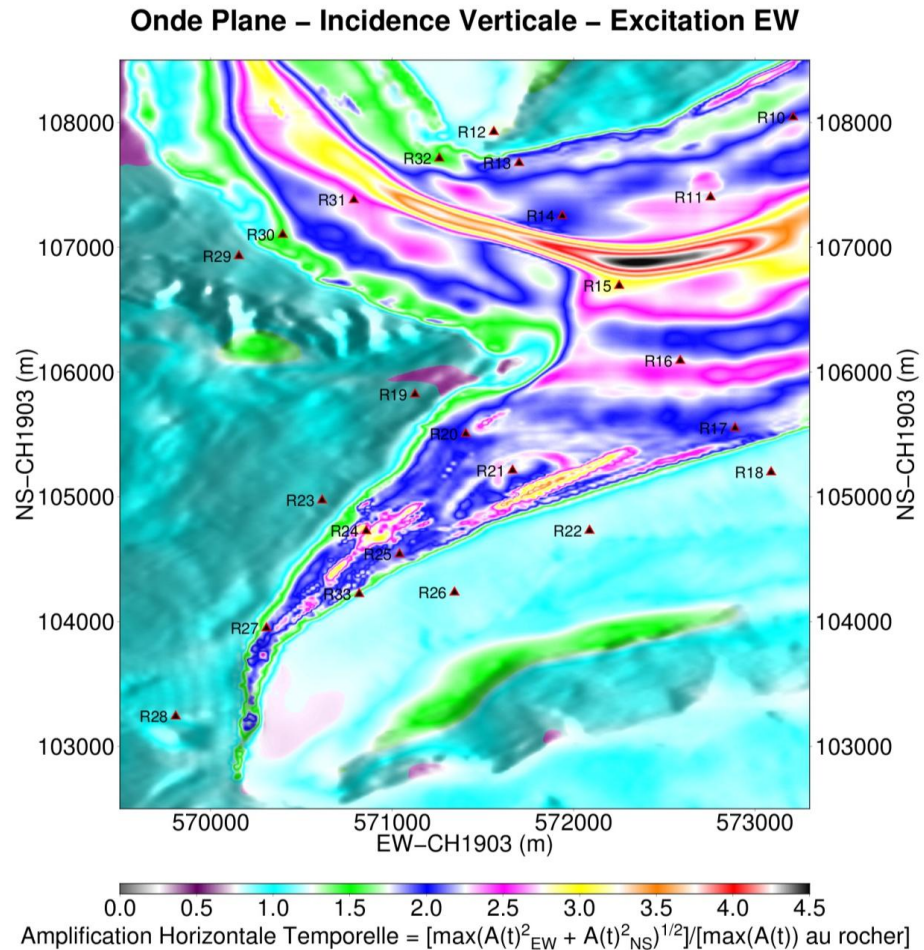 Onde Plane – Incidence Verticale – Excitation EW
108000
R12
R10
108000
R32
R13
R31
R11
R14
107000
R30
107000
R29
R15
NS–CH1903 (m)
NS–CH1903 (m)
106000
R16
106000
R19
R20
R17
105000
R23
R21
R18
105000
R24
R22
R25
R33
R26
104000
R27
104000
R28
103000
103000
570000 571000 572000 573000
EW–CH1903 (m)
0.0 0.5 1.0 1.5 2.0 2.5 3.0 3.5 4.0 4.5
Amplification Horizontale Temporelle = [max(A(t)²EW + A(t)²NS)1/2]/[max(A(t)) au rocher]